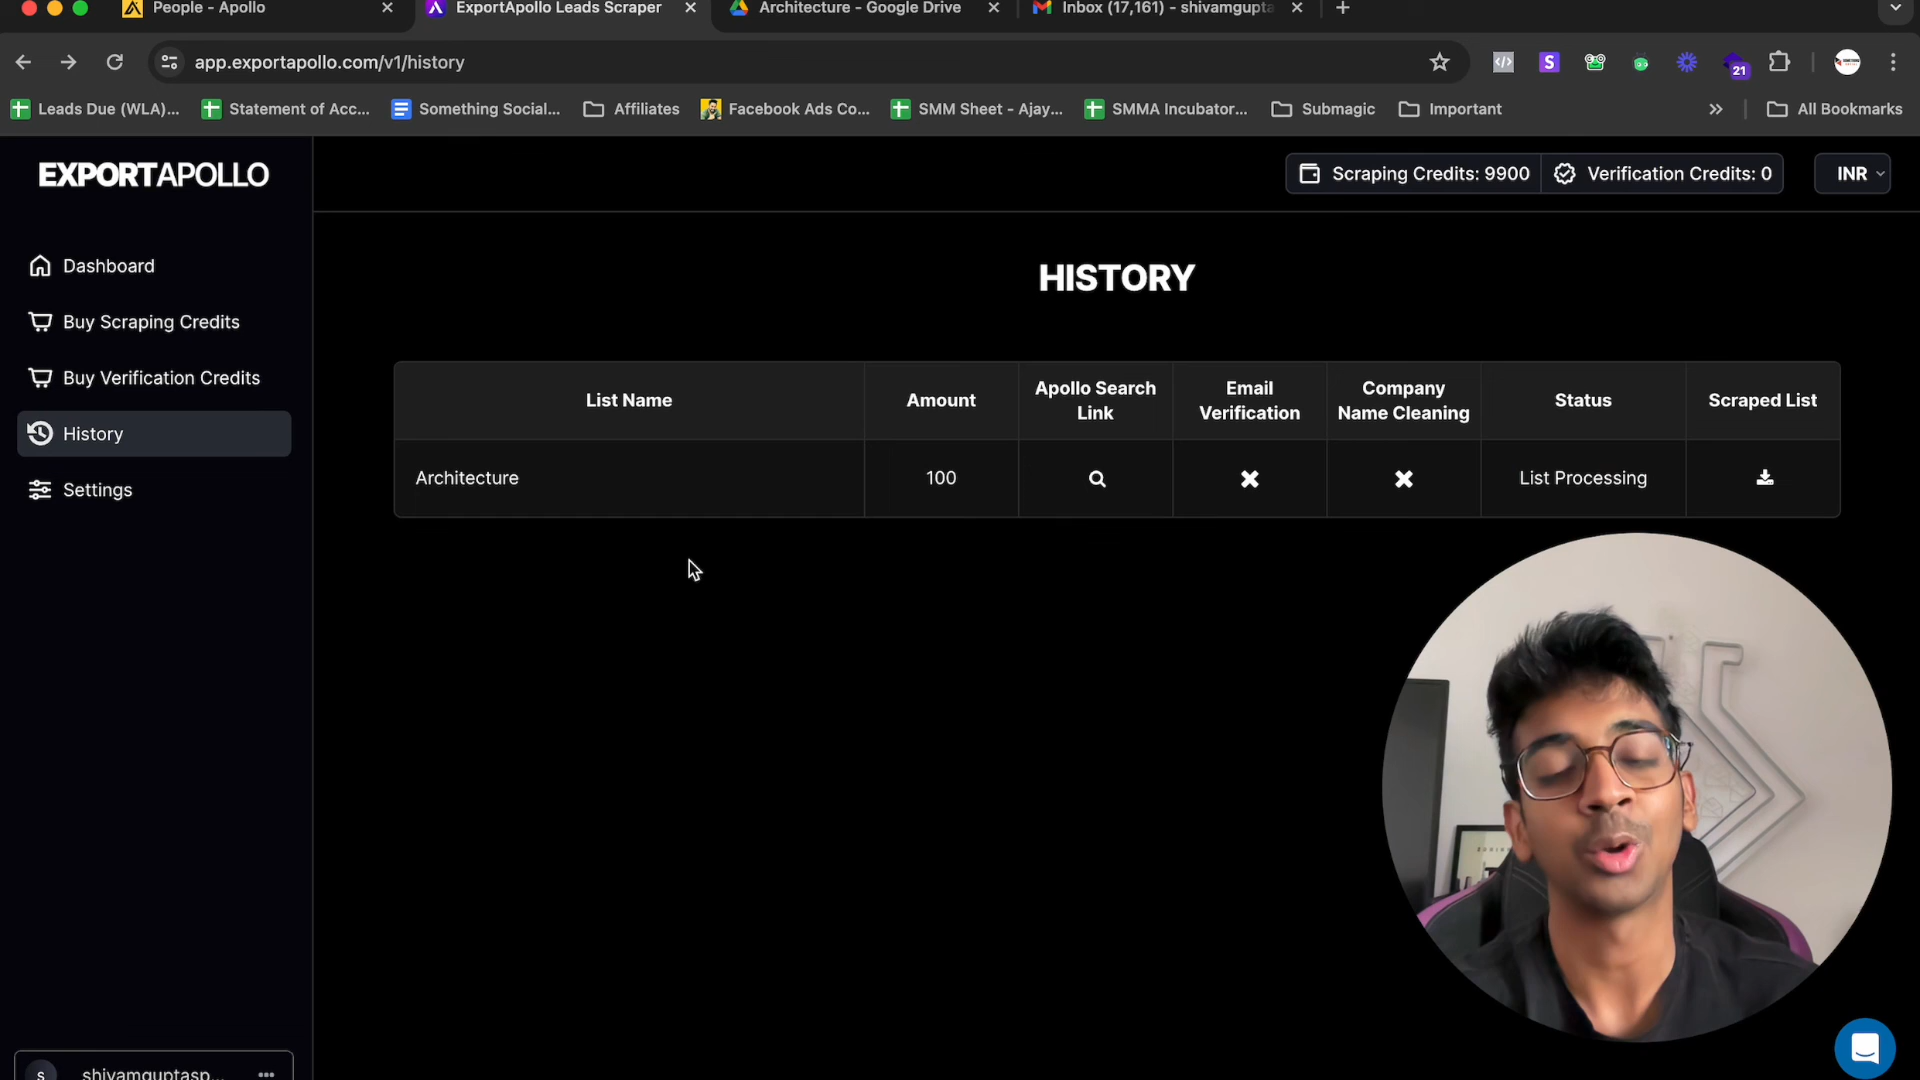 People - Apollo
ExportApollo Leads Scraper
Architecture - Google Drive
Inbox (17,161) - shivamgupta
app.exportapollo.com/v1/history
21
Leads Due (WLA)...
Statement of Acc...
Something Social...
Affiliates
Facebook Ads Co...
SMM Sheet - Ajay...
SMMA Incubator...
Submagic
Important
All Bookmarks
EXPORTAPOLLO
Scraping Credits: 9900
Verification Credits: 0
INR
Dashboard
Buy Scraping Credits
Buy Verification Credits
History
Settings
HISTORY
List Name
Amount
Apollo Search
Link
Email
Verification
Company
Name Cleaning
Status
Scraped List
Architecture
100
List Processing
S
shivamguptasp...